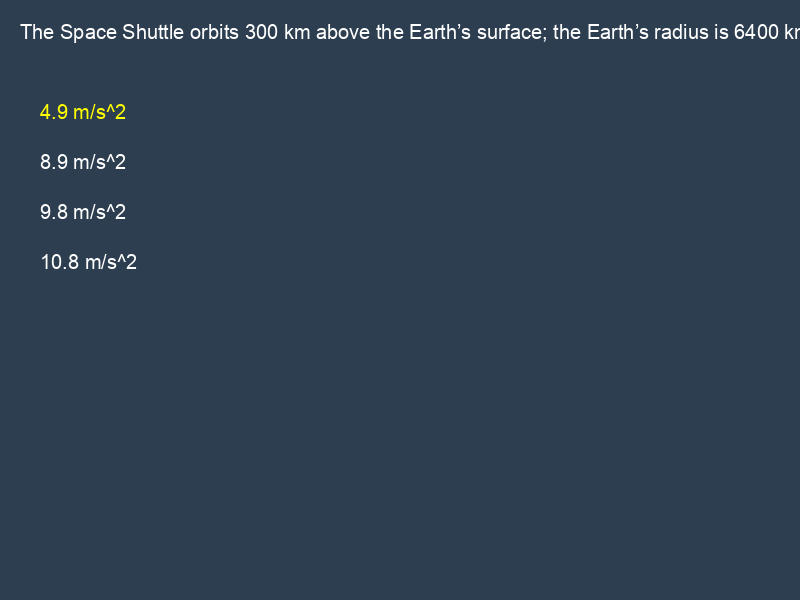 The Space Shuttle orbits 300 km above the Earth’s surface; the Earth’s radius is 6400
4.9 m/s^2
8.9 m/s^2
9.8 m/s^2
10.8 m/s^2